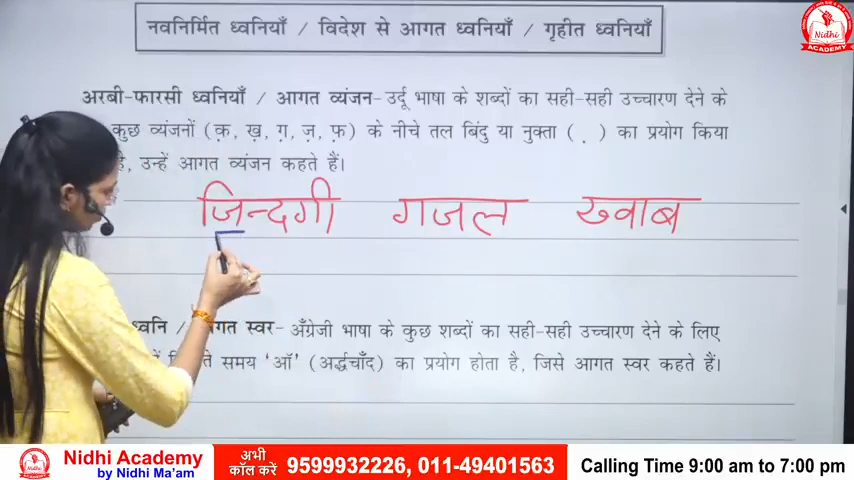 नवनिर्मित ध्वनियाँ / विदेश से आगत ध्वनियाँ / गृहीत ध्वनियाँ
Nidhi
ACADEMY
अरबी-फारसी ध्वनियाँ / आगत व्यंजन- उर्दू भाषा के शब्दों का सही-सही उच्चारण देने के
कुछ व्यंजनों (क़, ख़, ग़, ज़, फ़) के नीचे तल बिंदु या नुक्ता ( . ) का प्रयोग किया
है, उन्हें आगत व्यंजन कहते हैं।
जिन्दगी गजल ख्वाब
ध्वनि / आगत स्वर- अँग्रेजी भाषा के कुछ शब्दों का सही-सही उच्चारण देने के लिए
समय 'ऑ' (अर्द्धचाँद) का प्रयोग होता है, जिसे आगत स्वर कहते हैं।
Nidhi Academy
by Nidhi Ma'am
अभी
कॉल करें
9599932226, 011-49401563
Calling Time 9:00 am to 7:00 pm